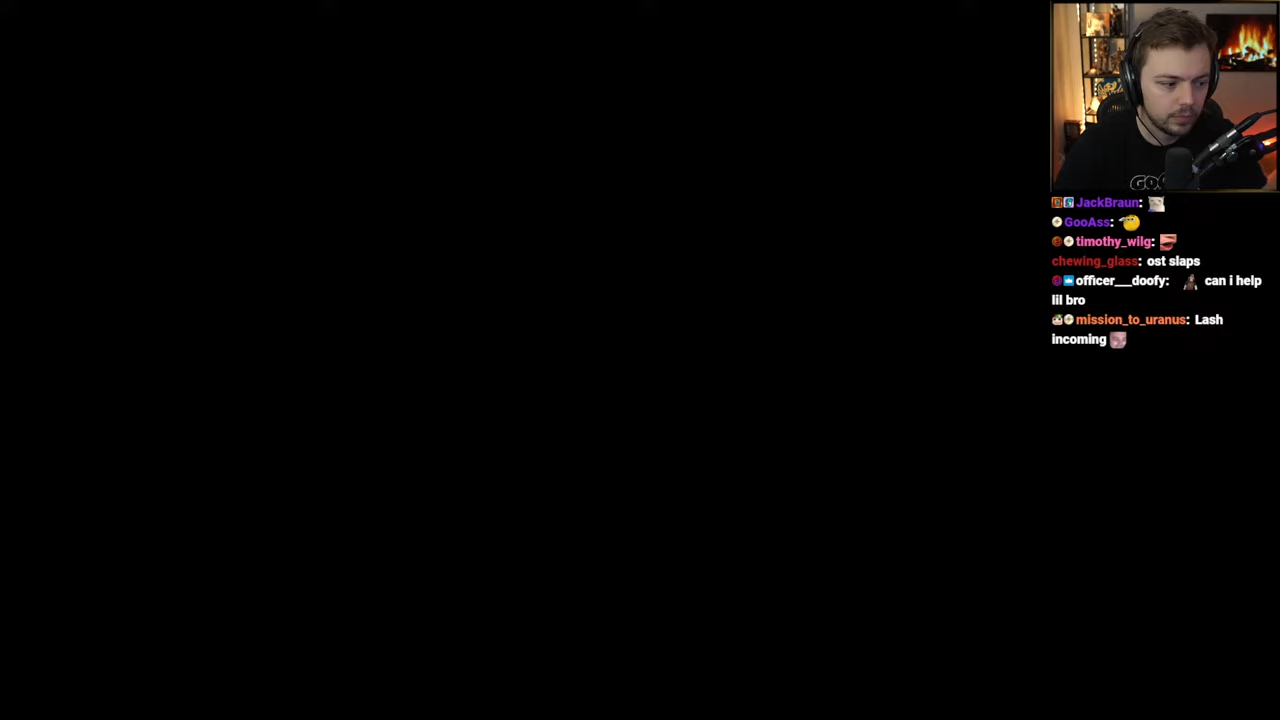 JackBraun:
GooAss:
timothy_wilg:
chewing_glass: ost slaps
officer__doofy: can i help
lil bro
mission_to_uranus: Lash
incoming